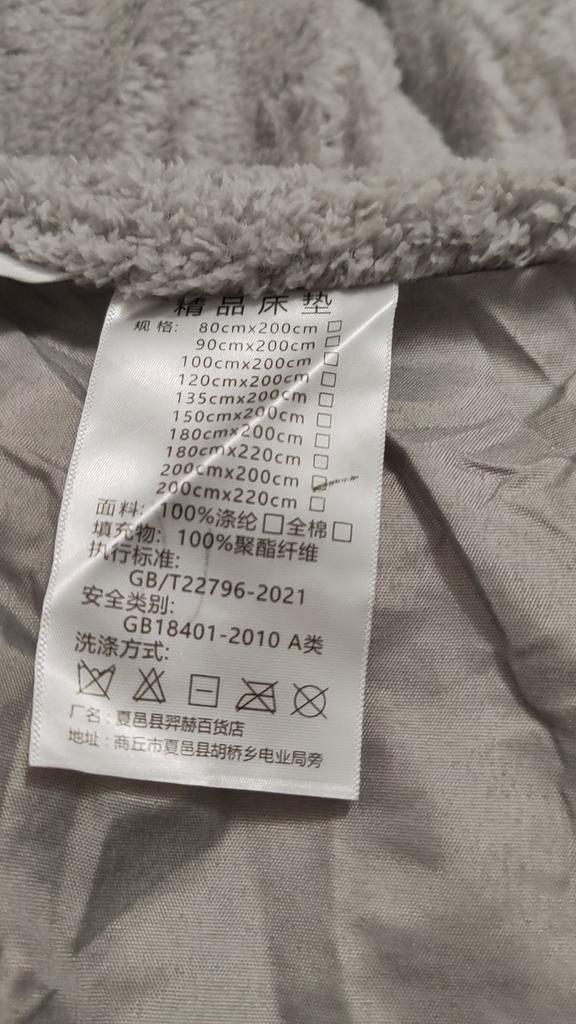 精品床垫
规格: 80cmx200cm □
90cmx200cm □
100cmx200cm □
120cmx200cm □
135cmx200cm □
150cmx200cm □
180cmx200cm □
180cmx220cm □
200cmx200cm □
200cmx220cm □
面料: 100%涤纶□全棉□
填充物: 100%聚酯纤维
执行标准:
GB/T22796-2021
安全类别:
GB18401-2010 A类
洗涤方式:
厂名:夏邑县羿赫百货店
地址:商丘市夏邑县胡桥乡电业局旁